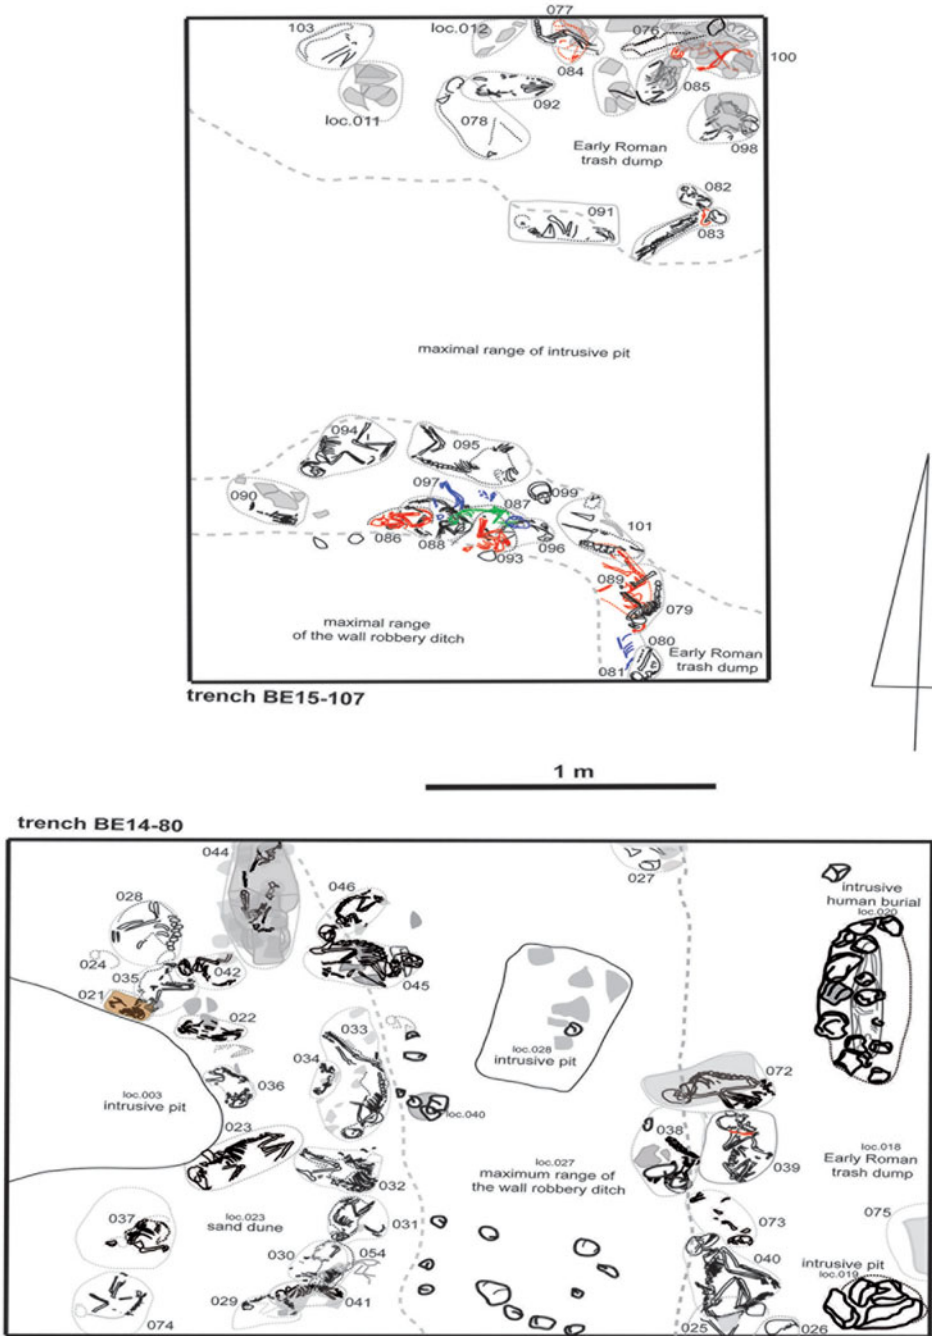 077
103
loc.012
076
084
100
085
092
loc.011
078
098
Early Roman
trash dump
082
091
083
maximal range of intrusive pit
094
095
097
087
099
090
101
086
088
096
093
089
079
maximal range
of the wall robbery ditch
080
Early Roman
trash dump
081
trench BE15-107
1 m
trench BE14-80
044
027
046
028
intrusive
human burial
loc.020
024
042
035
045
021
022
033
034
loc.028
intrusive pit
072
036
loc.003
intrusive pit
loc.040
023
038
loc.018
Early Roman
trash dump
039
loc.027
maximum range of
the wall robbery ditch
032
loc.023
sand dune
031
073
075
037
030
054
040
intrusive pit
loc.019
029
041
074
025
026